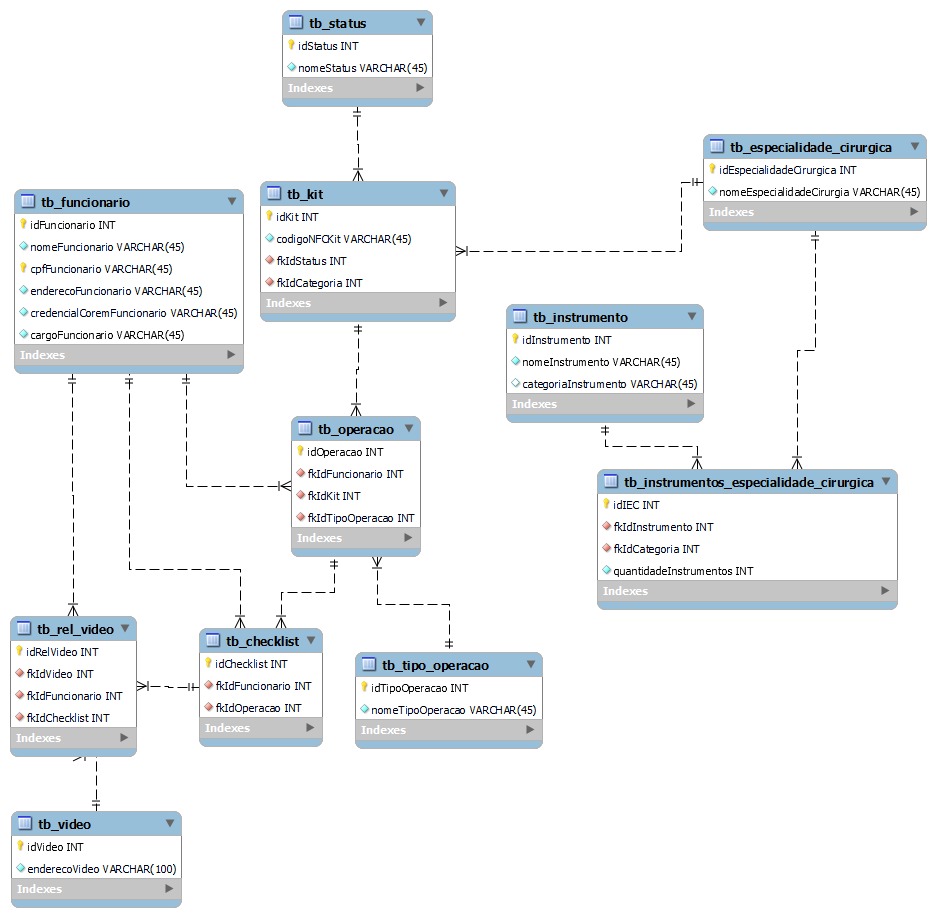 tb_status
idStatus INT
nomeStatus VARCHAR(45)
Indexes
tb_especialidade_cirurgica
idEspecialidadeCirurgica INT
nomeEspecialidadeCirurgia VARCHAR(45)
Indexes
tb_funcionario
idFuncionario INT
nomeFuncionario VARCHAR(45)
cpfFuncionario VARCHAR(45)
enderecoFuncionario VARCHAR(45)
credencialCoremFuncionario VARCHAR(45)
cargoFuncionario VARCHAR(45)
Indexes
tb_kit
idKit INT
codigoNFCKit VARCHAR(45)
fkIdStatus INT
fkIdCategoria INT
Indexes
tb_instrumento
idInstrumento INT
nomeInstrumento VARCHAR(45)
categoriaInstrumento VARCHAR(45)
Indexes
tb_operacao
idOperacao INT
fkIdFuncionario INT
fkIdKit INT
fkIdTipoOperacao INT
Indexes
tb_instrumentos_especialidade_cirurgica
idIEC INT
fkIdInstrumento INT
fkIdCategoria INT
quantidadeInstrumentos INT
Indexes
tb_rel_video
idRelVideo INT
fkIdVideo INT
fkIdFuncionario INT
fkIdChecklist INT
Indexes
tb_checklist
idChecklist INT
fkIdFuncionario INT
fkIdOperacao INT
Indexes
tb_tipo_operacao
idTipoOperacao INT
nomeTipoOperacao VARCHAR(45)
Indexes
tb_video
idVideo INT
enderecoVideo VARCHAR(100)
Indexes